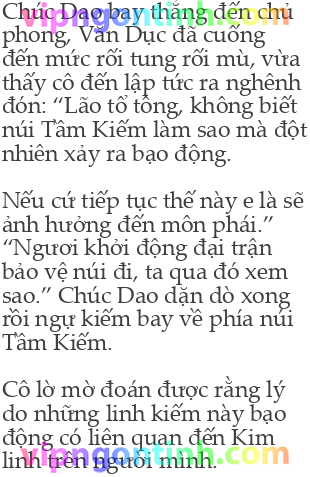 Chúc Dao bay thẳng đến chủ
phong, Văn Dục đã cuống
đến mức rối tung rối mù, vừa
thấy cô đến lập tức ra nghênh
đón: “Lão tổ tông, không biết
núi Tầm Kiếm làm sao mà đột
nhiên xảy ra bạo động.
Nếu cứ tiếp tục thế này e là sẽ
ảnh hưởng đến môn phái.”
“Ngươi khởi động đại trận
bảo vệ núi đi, ta qua đó xem
sao.” Chúc Dao dặn dò xong
rồi ngự kiếm bay về phía núi
Tầm Kiếm.
Cô lờ mờ đoán được rằng lý
do những linh kiếm này bạo
động có liên quan đến Kim
linh trên người mình.
vipngontinh.com
vipngontinh.com